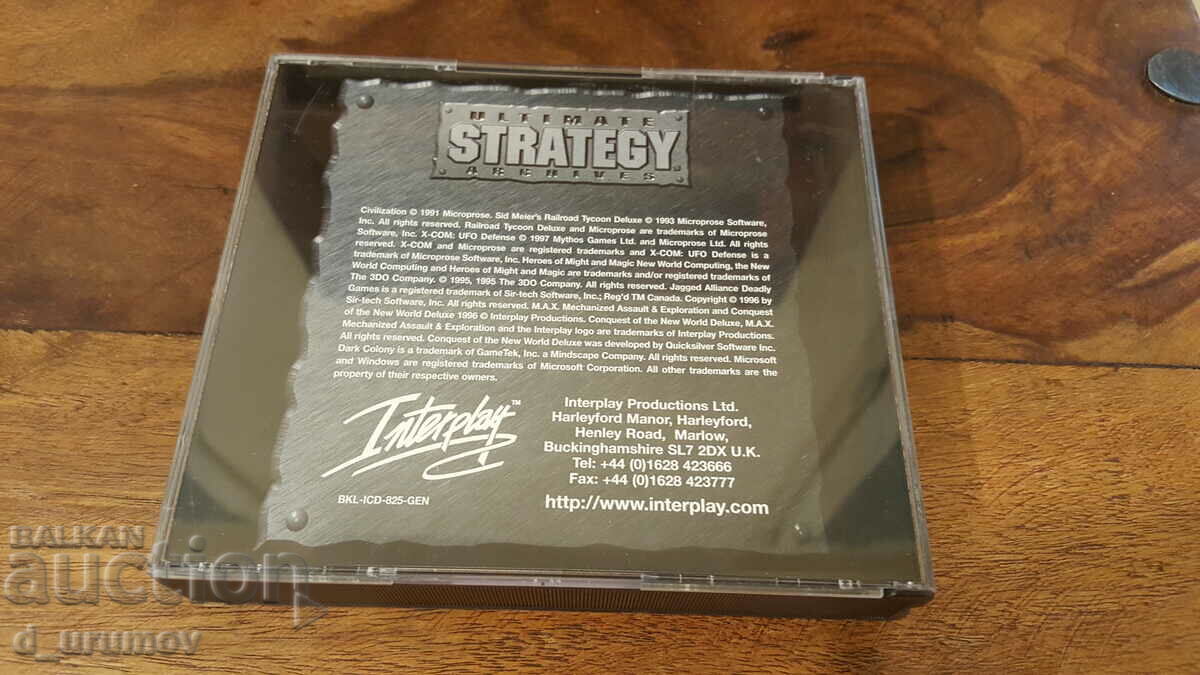 ULTIMATE
STRATEGY
ARCHIVES
Civilization © 1991 Microprose. Sid Meier's Railroad Tycoon Deluxe © 1993 Microprose Software,
Inc. All rights reserved. Railroad Tycoon Deluxe and Microprose are trademarks of Microprose
Software, Inc. X-COM: UFO Defense © 1997 Mythos Games Ltd. and Microprose Ltd. All rights
reserved. X-COM and Microprose are registered trademarks and X-COM: UFO Defense is a
trademark of Microprose Software, Inc. Heroes of Might and Magic New World Computing, the New
World Computing and Heroes of Might and Magic are trademarks and/or registered trademarks of
The 3DO Company. © 1995, 1995 The 3DO Company. All rights reserved. Jagged Alliance Deadly
Games is a registered trademark of Sir-tech Software, Inc.; Reg'd TM Canada. Copyright © 1996 by
Sir-tech Software, Inc. All rights reserved. M.A.X. Mechanized Assault & Exploration and Conquest
of the New World Deluxe 1996 © Interplay Productions. Conquest of the New World Deluxe, M.A.X.
Mechanized Assault & Exploration and the Interplay logo are trademarks of Interplay Productions.
All rights reserved. Conquest of the New World Deluxe was developed by Quicksilver Software Inc.
Dark Colony is a trademark of GameTek, Inc. a Mindscape Company. All rights reserved. Microsoft
and Windows are registered trademarks of Microsoft Corporation. All other trademarks are the
property of their respective owners.
Interplay™
BKL-ICD-825-GEN
Interplay Productions Ltd.
Harleyford Manor, Harleyford,
Henley Road, Marlow,
Buckinghamshire SL7 2DX U.K.
Tel: +44 (0)1628 423666
Fax: +44 (0)1628 423777
http://www.interplay.com
BALKAN
auction
d_urumov